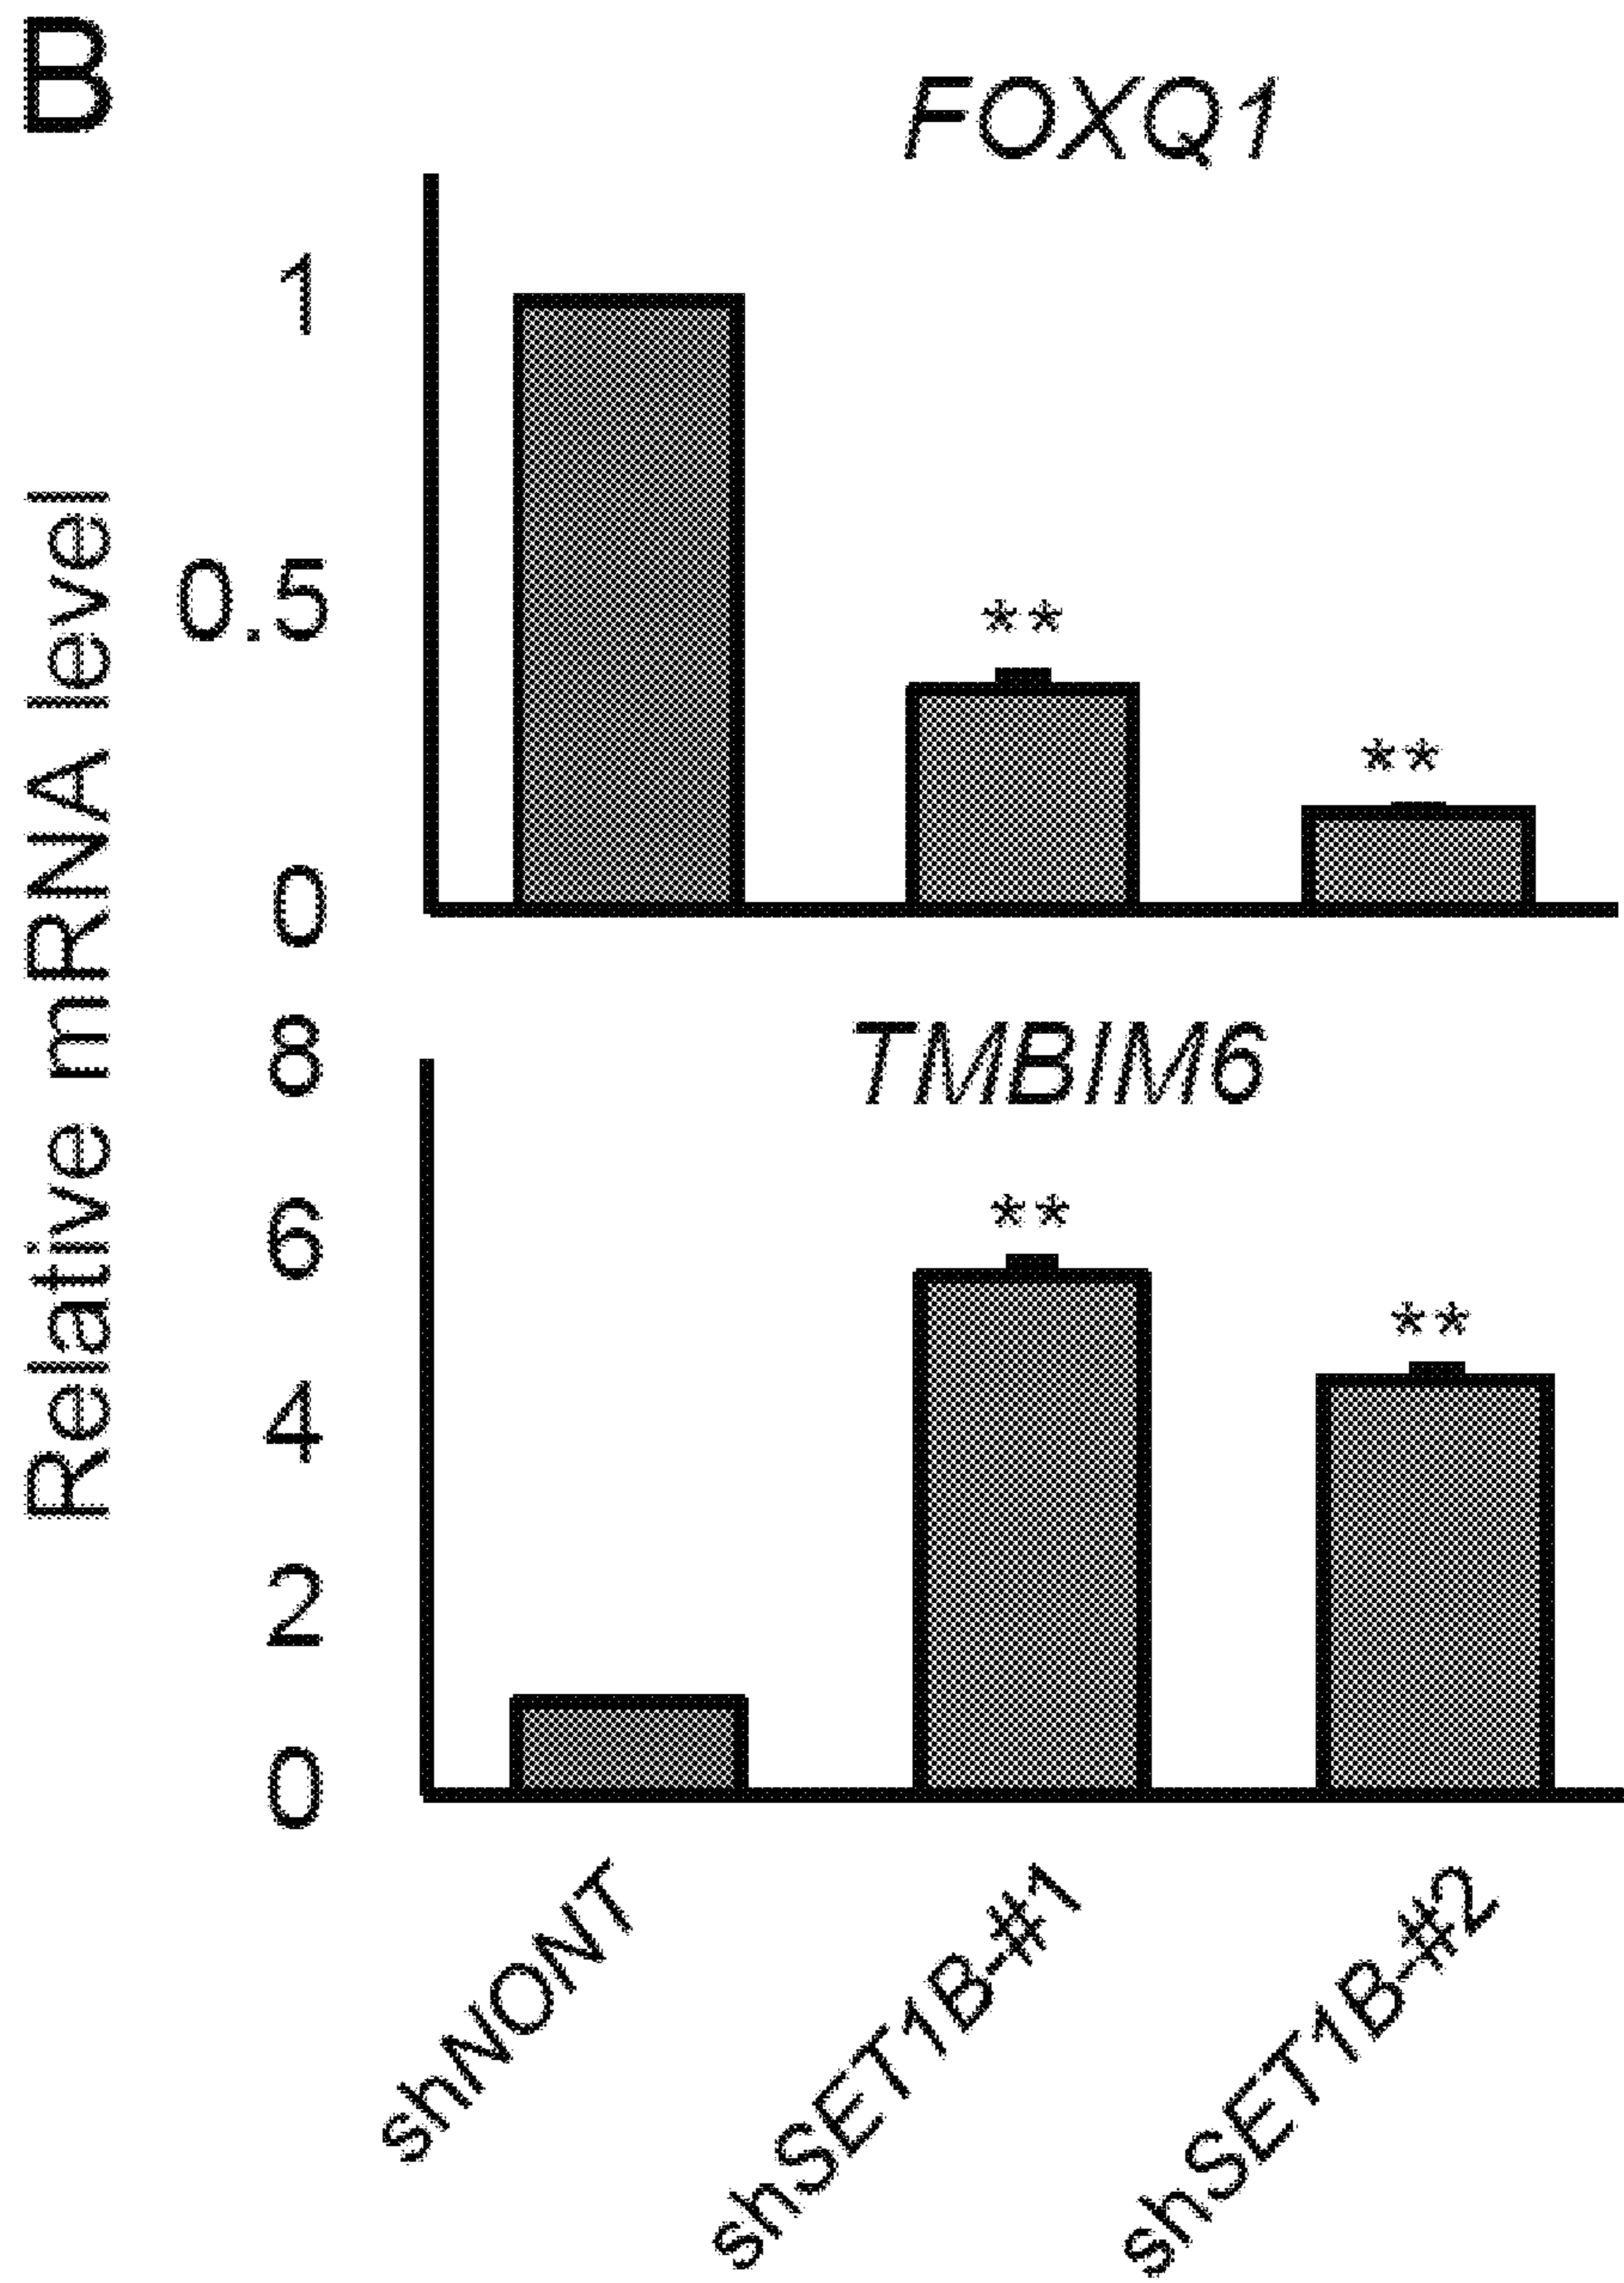 B
FOXQ1
Relative mRNA level
1
0.5
**
**
0
TMBIM6
8
6
4
2
0
**
**
shNONT
shSET1B-#1
shSET1B-#2